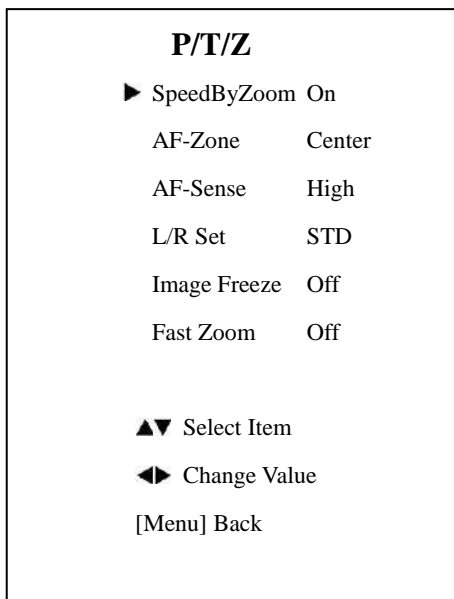 P/T/Z
▶ SpeedByZoom On
AF-Zone Center
AF-Sense High
L/R Set STD
Image Freeze Off
Fast Zoom Off
▲▼ Select Item
◀▶ Change Value
[Menu] Back